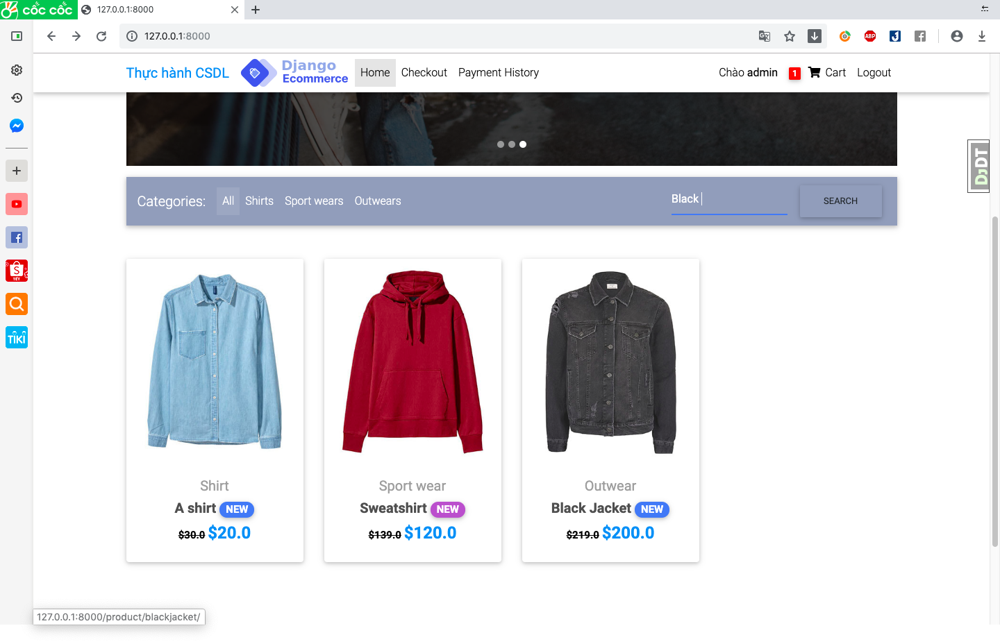 cốc cốc
127.0.0.1:8000
127.0.0.1:8000
ABP
Thực hành CSDL
Django
Ecommerce
Home
Checkout
Payment History
Chào admin
1
Cart
Logout
DJDT
Categories:
All
Shirts
Sport wears
Outwears
Black
SEARCH
S
TẾT
TIKI
Shirt
A shirt NEW
$30.0 $20.0
Sport wear
Sweatshirt NEW
$139.0 $120.0
Outwear
Black Jacket NEW
$219.0 $200.0
127.0.0.1:8000/product/blackjacket/